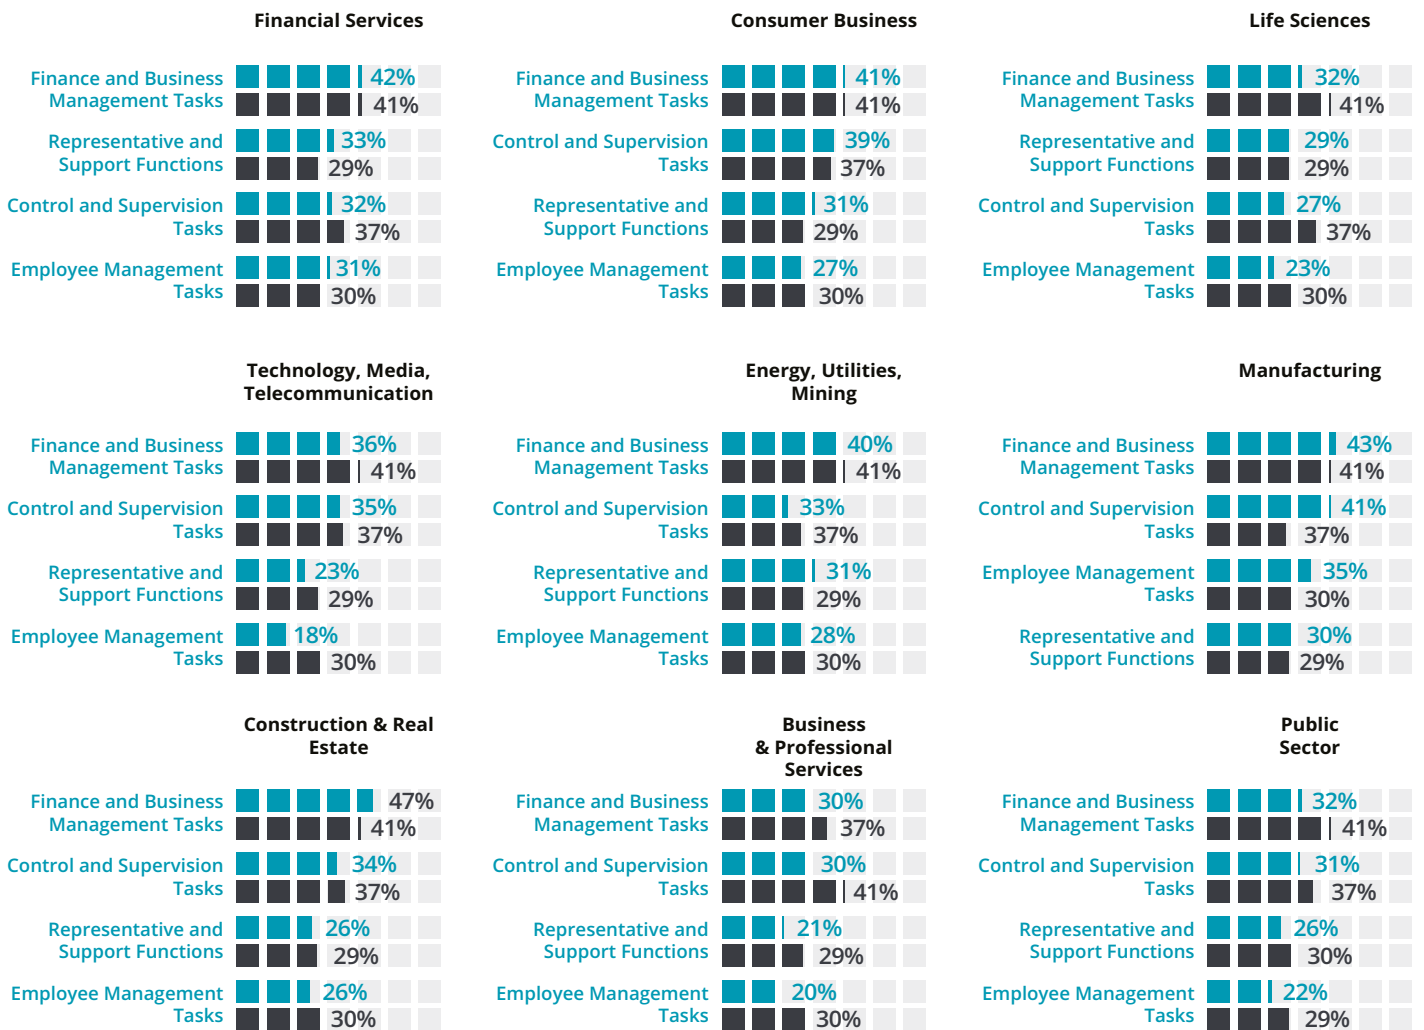 Financial Services
Finance and Business
Management Tasks
42%
41%
Representative and
Support Functions
33%
29%
Control and Supervision
Tasks
32%
37%
Employee Management
Tasks
31%
30%
Consumer Business
Finance and Business
Management Tasks
41%
41%
Control and Supervision
Tasks
39%
37%
Representative and
Support Functions
31%
29%
Employee Management
Tasks
27%
30%
Life Sciences
Finance and Business
Management Tasks
32%
41%
Representative and
Support Functions
29%
29%
Control and Supervision
Tasks
27%
37%
Employee Management
Tasks
23%
30%
Technology, Media,
Telecommunication
Finance and Business
Management Tasks
36%
41%
Control and Supervision
Tasks
35%
37%
Representative and
Support Functions
23%
29%
Employee Management
Tasks
18%
30%
Energy, Utilities,
Mining
Finance and Business
Management Tasks
40%
41%
Control and Supervision
Tasks
33%
37%
Representative and
Support Functions
31%
29%
Employee Management
Tasks
28%
30%
Manufacturing
Finance and Business
Management Tasks
43%
41%
Control and Supervision
Tasks
41%
37%
Employee Management
Tasks
35%
30%
Representative and
Support Functions
30%
29%
Construction & Real
Estate
Finance and Business
Management Tasks
47%
41%
Control and Supervision
Tasks
34%
37%
Representative and
Support Functions
26%
29%
Employee Management
Tasks
26%
30%
Business
& Professional
Services
Finance and Business
Management Tasks
30%
37%
Control and Supervision
Tasks
30%
41%
Representative and
Support Functions
21%
29%
Employee Management
Tasks
20%
30%
Public
Sector
Finance and Business
Management Tasks
32%
41%
Control and Supervision
Tasks
31%
37%
Representative and
Support Functions
26%
30%
Employee Management
Tasks
22%
29%